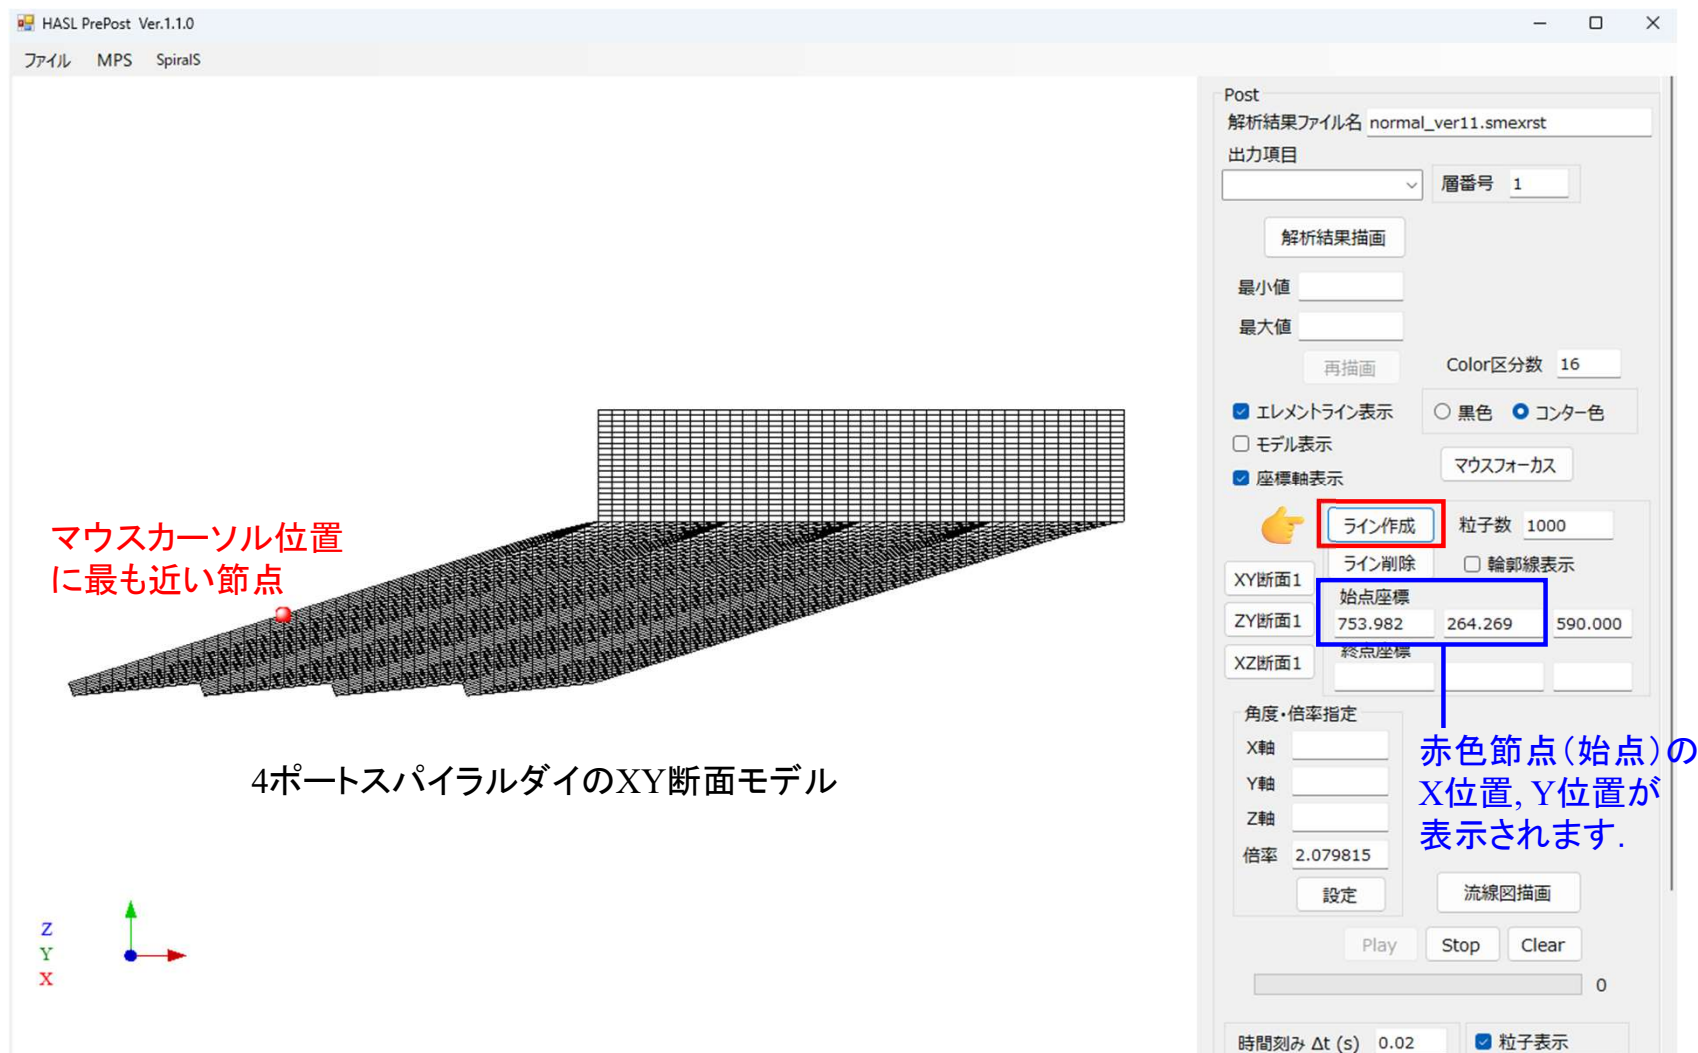 HASL PrePost Ver.1.1.0
ファイル MPS SpiralS
Post
解析結果ファイル名 normal_ver11.smexrst
出力項目
層番号 1
解析結果描画
最小値
最大値
再描画 Color区分数 16
エレメントライン表示 黒色 コンター色
モデル表示
座標軸表示 マウスフォーカス
ライン作成 粒子数 1000
ライン削除 輪郭線表示
XY断面1
始点座標
ZY断面1 753.982 264.269 590.000
終点座標
XZ断面1
角度・倍率指定
X軸
Y軸
Z軸
倍率 2.079815
設定 流線図描画
Play Stop Clear
0
時間刻み Δt (s) 0.02 粒子表示
マウスカーソル位置
に最も近い節点
4ポートスパイラルダイのXY断面モデル
赤色節点(始点)の
X位置, Y位置が
表示されます.
Z
Y
X